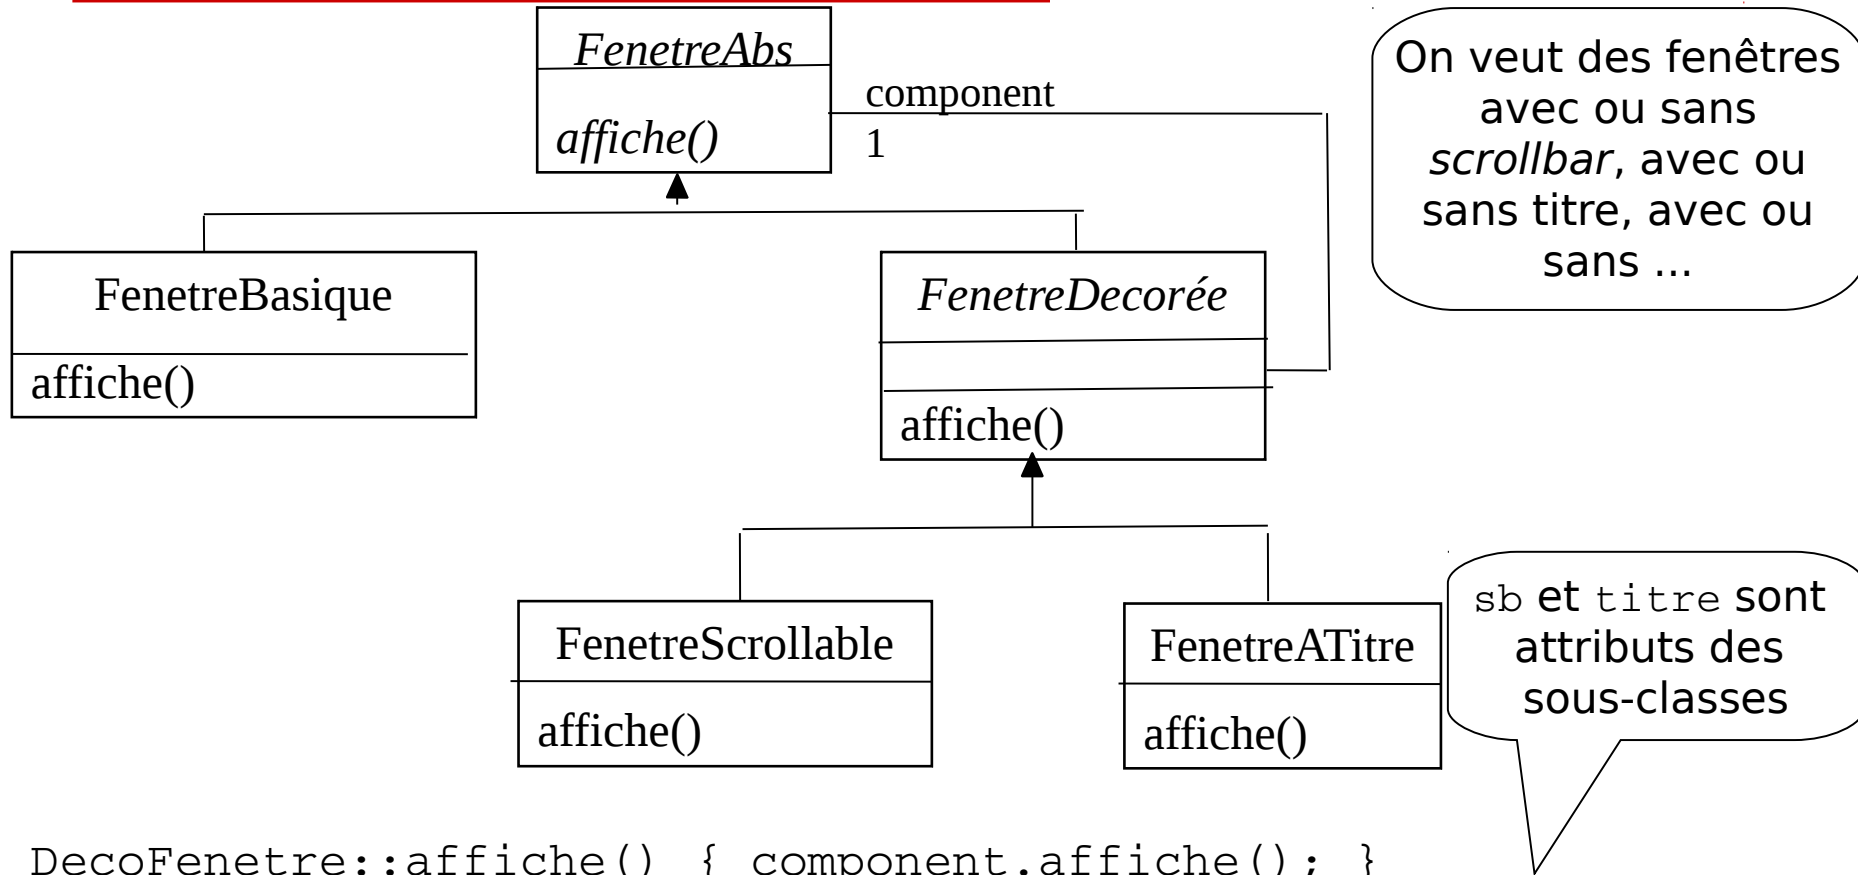 FenetreAbs
affiche()
component
1
On veut des fenêtres
avec ou sans
scrollbar, avec ou
sans titre, avec ou
sans ...
FenetreBasique
affiche()
FenetreDecorée
affiche()
FenetreScrollable
affiche()
FenetreATitre
affiche()
sb et titre sont
attributs des
sous-classes
DecoFenetre::affiche() { component.affiche(); }